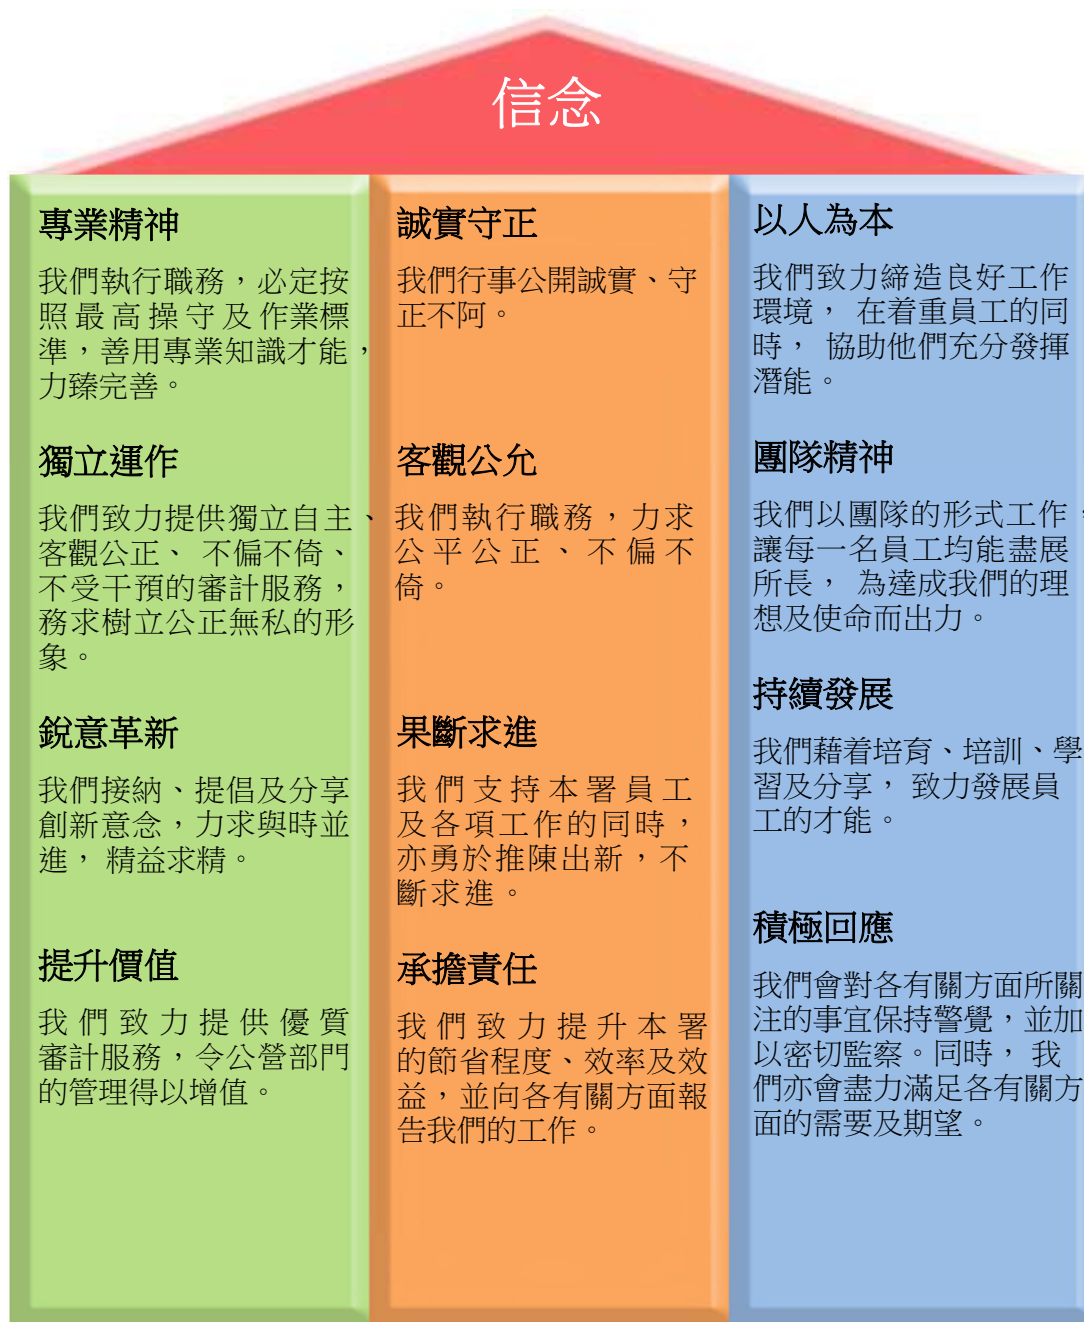 信念
專業精神
我們執行職務，必定按
照最高操守及作業標
準，善用專業知識才能，
力臻完善。
獨立運作
我們致力提供獨立自主、
客觀公正、 不偏不倚、
不受干預的審計服務，
務求樹立公正無私的形
象。
銳意革新
我們接納、提倡及分享
創新意念，力求與時並
進， 精益求精。
提升價值
我們致力提供優質
審計服務，令公營部門
的管理得以增值。
誠實守正
我們行事公開誠實、守
正不阿。
客觀公允
我們執行職務，力求
公平公正、不偏不
倚。
果斷求進
我們支持本署員工
及各項工作的同時，
亦勇於推陳出新，不
斷求進。
承擔責任
我們致力提升本署
的節省程度、效率及效
益，並向各有關方面報
告我們的工作。
以人為本
我們致力締造良好工作
環境， 在着重員工的同
時， 協助他們充分發揮
潛能。
團隊精神
我們以團隊的形式工作，
讓每一名員工均能盡展
所長， 為達成我們的理
想及使命而出力。
持續發展
我們藉着培育、培訓、學
習及分享， 致力發展員
工的才能。
積極回應
我們會對各有關方面所關
注的事宜保持警覺，並加
以密切監察。同時， 我
們亦會盡力滿足各有關方
面的需要及期望。